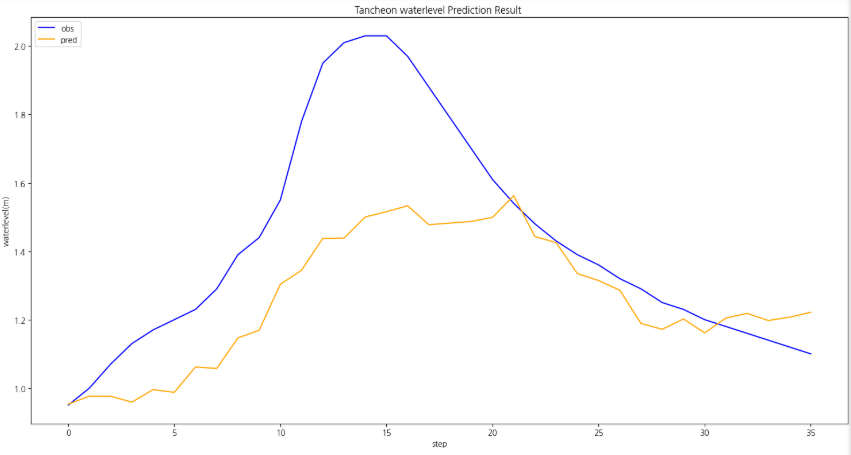 Tancheon waterlevel Prediction Result
obs
pred
2.0
1.8
1.6
1.4
1.2
1.0
waterlevel(m)
0 5 10 15 20 25 30 35
step